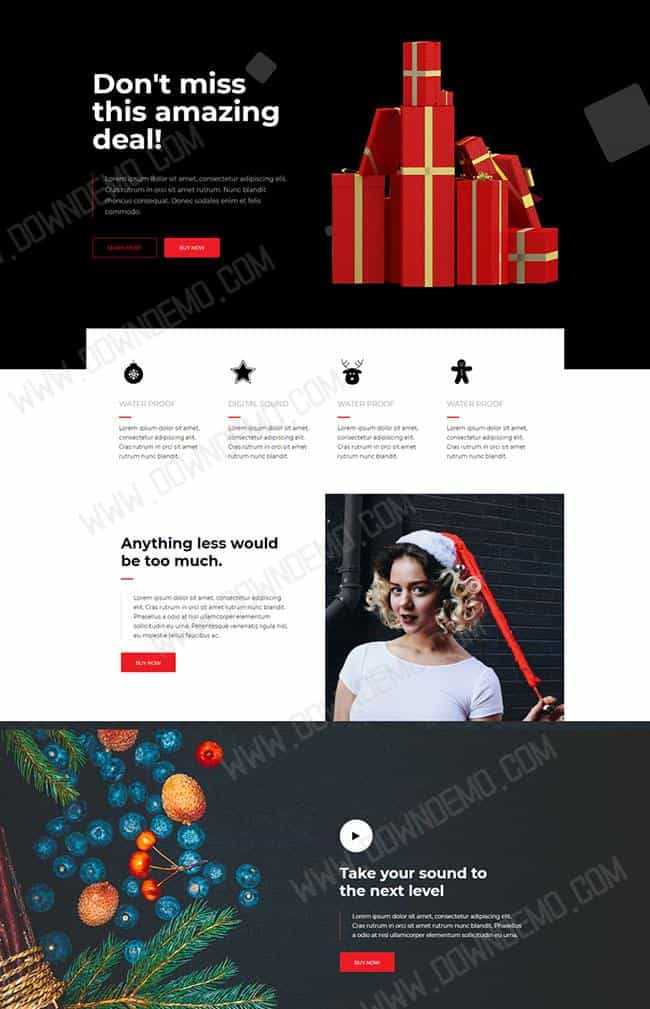 Don't miss
this amazing
deal!
Lorem ipsum dolor sit amet, consectetur adipiscing elit.
Cras rutrum in orci sit amet rutrum. Nunc blandit
rhoncus consequat. Donec sodales enim et felis
commodo.
LEARN MORE
BUY NOW
WATER PROOF
Lorem ipsum dolor sit amet,
consectetur adipiscing elit.
Cras rutrum in orci sit amet
rutrum nunc blandit.
DIGITAL SOUND
Lorem ipsum dolor sit amet,
consectetur adipiscing elit.
Cras rutrum in orci sit amet
rutrum nunc blandit.
WATER PROOF
Lorem ipsum dolor sit amet,
consectetur adipiscing elit.
Cras rutrum in orci sit amet
rutrum nunc blandit.
WATER PROOF
Lorem ipsum dolor sit amet,
consectetur adipiscing elit.
Cras rutrum in orci sit amet
rutrum nunc blandit.
Anything less would
be too much.
Lorem ipsum dolor sit amet, consectetur adipiscing
elit. Cras rutrum in orci sit amet rutrum nunc blandit.
Phasellus a odio at nisl ullamcorper elementum
sollicitudin eu urna. Pellentesque venenatis ligula nisl,
eu molestie tellus faucibus ac.
BUY NOW
Take your sound to
the next level
Lorem ipsum dolor sit amet, consectetur adipiscing elit.
Cras rutrum in orci sit amet rutrum nunc blandit. Phasellus
a odio at nisl ullamcorper elementum sollicitudin eu urna.
BUY NOW
WWW.DOWNDEMO.COM
WWW.DOWNDEMO.COM
WWW.DOWNDEMO.COM
WWW.DOWNDEMO.COM
WWW.DOWNDEMO.COM
WWW.DOWNDEMO.COM